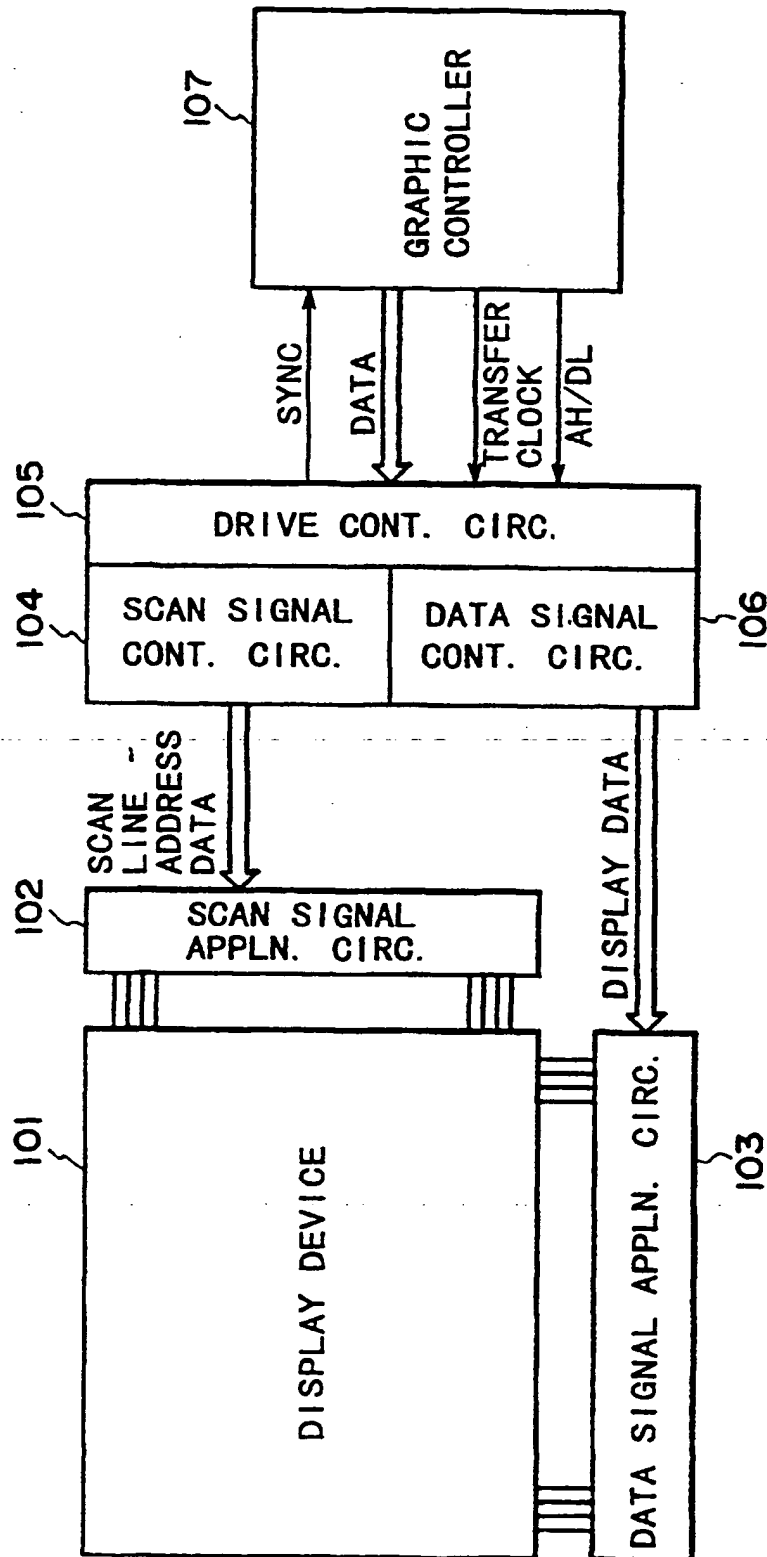 107
GRAPHIC
CONTROLLER
SYNC
DATA
TRANSFER
CLOCK
AH/DL
105
DRIVE CONT. CIRC.
104
SCAN SIGNAL
CONT. CIRC.
DATA SIGNAL
CONT. CIRC.
106
SCAN
LINE -
ADDRESS
DATA
DISPLAY DATA
102
SCAN SIGNAL
APPLN. CIRC.
101
DISPLAY DEVICE
DATA SIGNAL APPLN. CIRC.
103